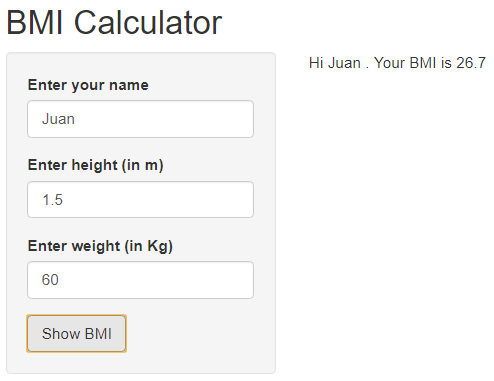 BMI Calculator
Hi Juan . Your BMI is 26.7
Enter your name
Juan
Enter height (in m)
1.5
Enter weight (in Kg)
60
Show BMI